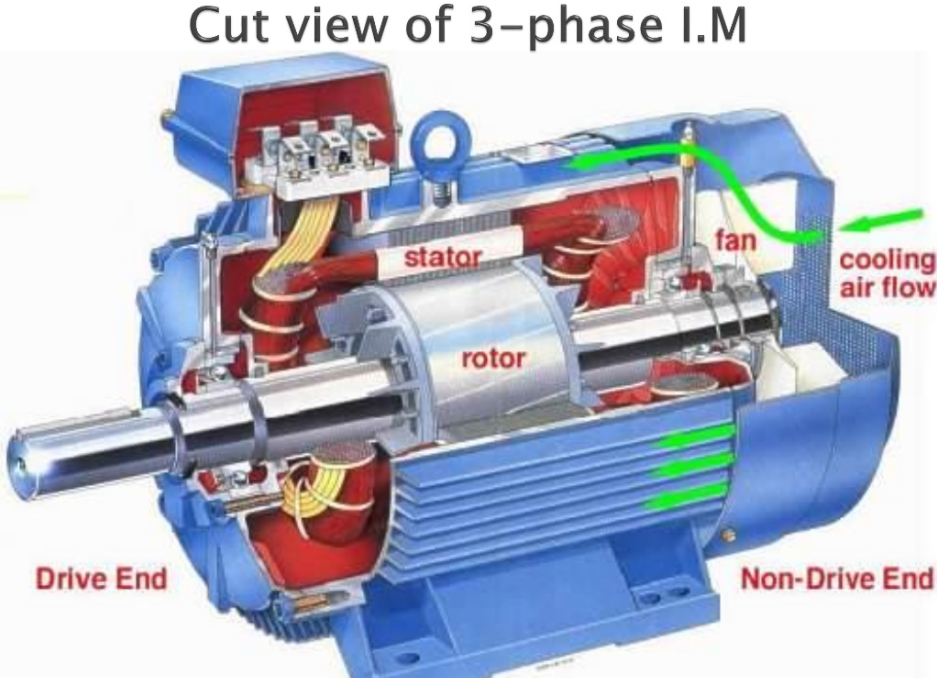 Cut view of 3-phase I.M
stator
fan
cooling
air flow
rotor
Drive End
Non-Drive End